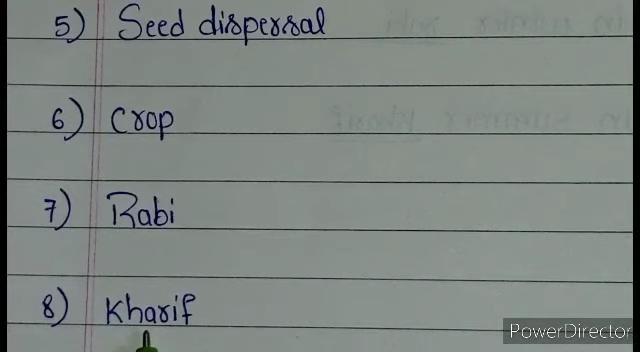 5) Seed dispersal
6) Crop
7) Rabi
8) Kharif
PowerDirector